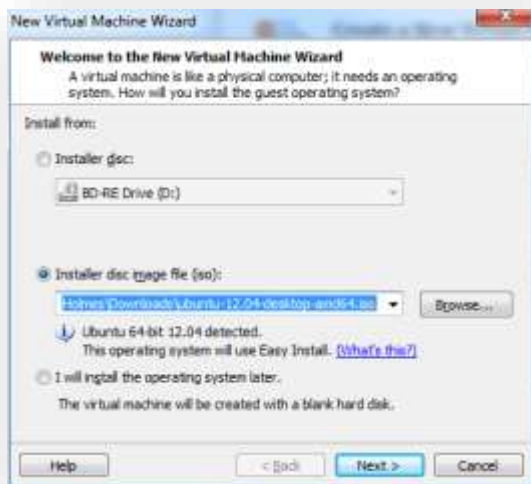 New Virtual Machine Wizard
Welcome to the New Virtual Machine Wizard
A virtual machine is like a physical computer; it needs an operating
system. How will you install the guest operating system?
Install from:
Installer disc:
BD-RE Drive (D:)
Installer disc image file (iso):
Holmes\Downloads\ubuntu-12.04-desktop-amd64.iso
Browse...
Ubuntu 64-bit 12.04 detected.
This operating system will use Easy Install. (What's this?)
I will install the operating system later.
The virtual machine will be created with a blank hard disk.
Help
< Back
Next >
Cancel